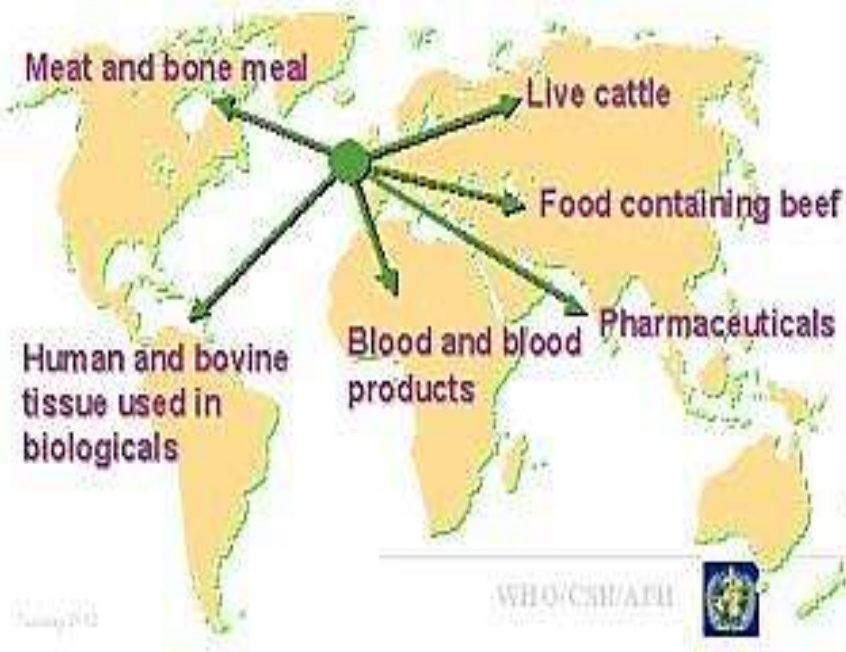 Meat and bone meal
Live cattle
Food containing beef
Pharmaceuticals
Blood and blood
products
Human and bovine
tissue used in
biologicals
WHO/CSR/APH